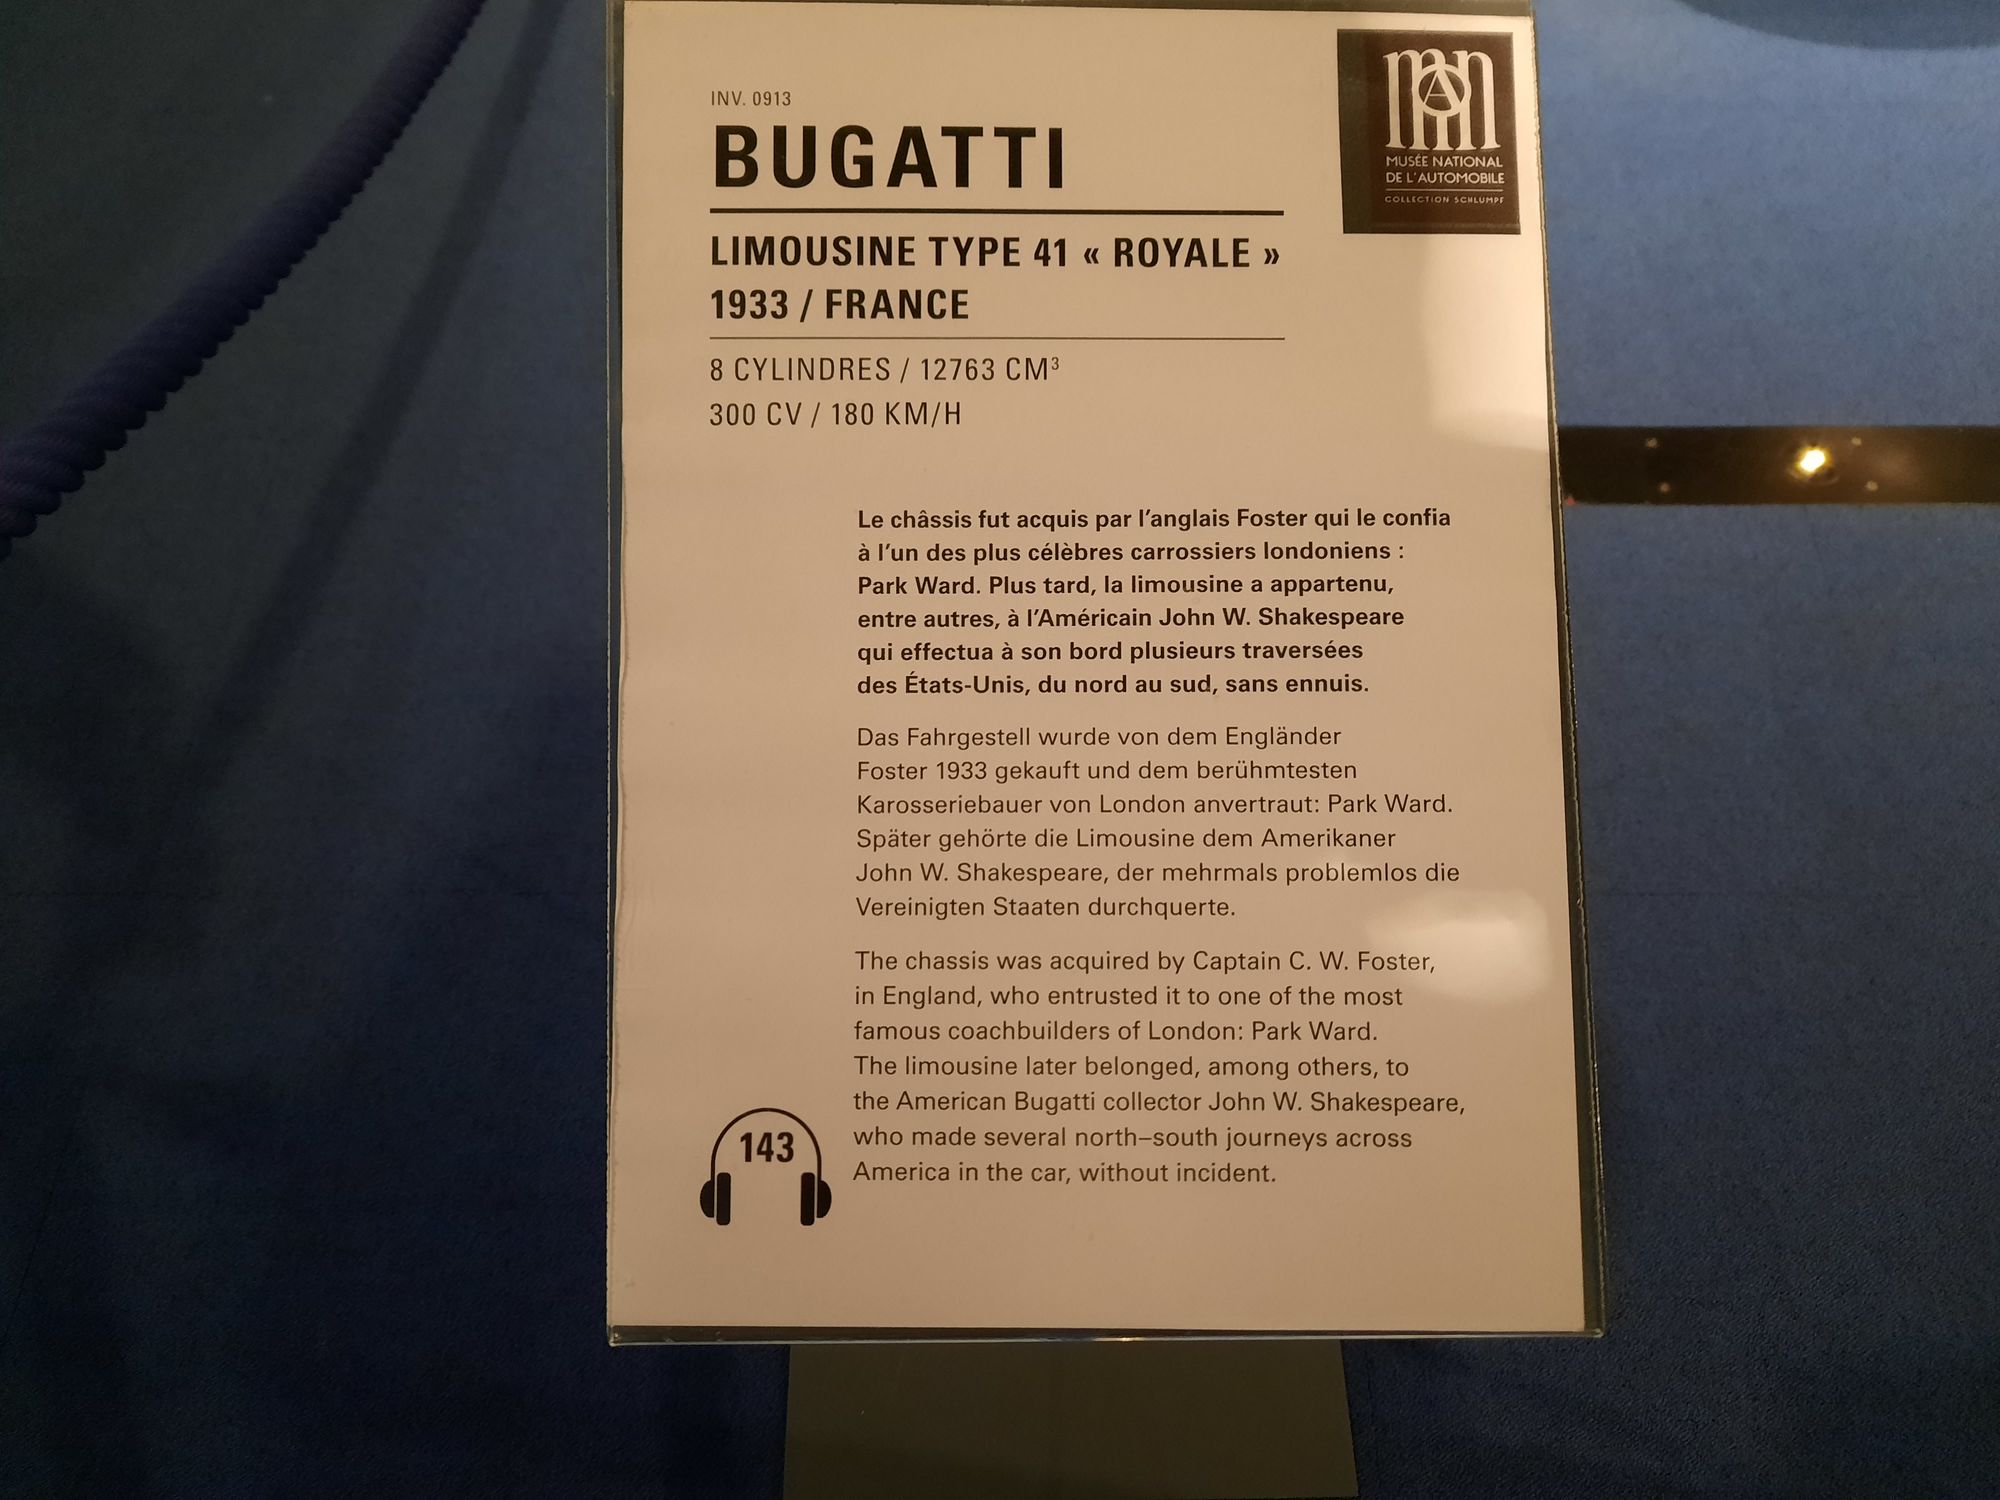 INV. 0913
BUGATTI
LIMOUSINE TYPE 41 « ROYALE »
1933 / FRANCE
8 CYLINDRES / 12763 CM³
300 CV / 180 KM/H
MUSÉE NATIONAL
DE L'AUTOMOBILE
COLLECTION SCHLUMPF
Le châssis fut acquis par l'anglais Foster qui le confia
à l'un des plus célèbres carrossiers londoniens :
Park Ward. Plus tard, la limousine a appartenu,
entre autres, à l'Américain John W. Shakespeare
qui effectua à son bord plusieurs traversées
des États-Unis, du nord au sud, sans ennuis.
Das Fahrgestell wurde von dem Engländer
Foster 1933 gekauft und dem berühmtesten
Karosseriebauer von London anvertraut: Park Ward.
Später gehörte die Limousine dem Amerikaner
John W. Shakespeare, der mehrmals problemlos die
Vereinigten Staaten durchquerte.
The chassis was acquired by Captain C. W. Foster,
in England, who entrusted it to one of the most
famous coachbuilders of London: Park Ward.
The limousine later belonged, among others, to
the American Bugatti collector John W. Shakespeare,
who made several north–south journeys across
America in the car, without incident.
143